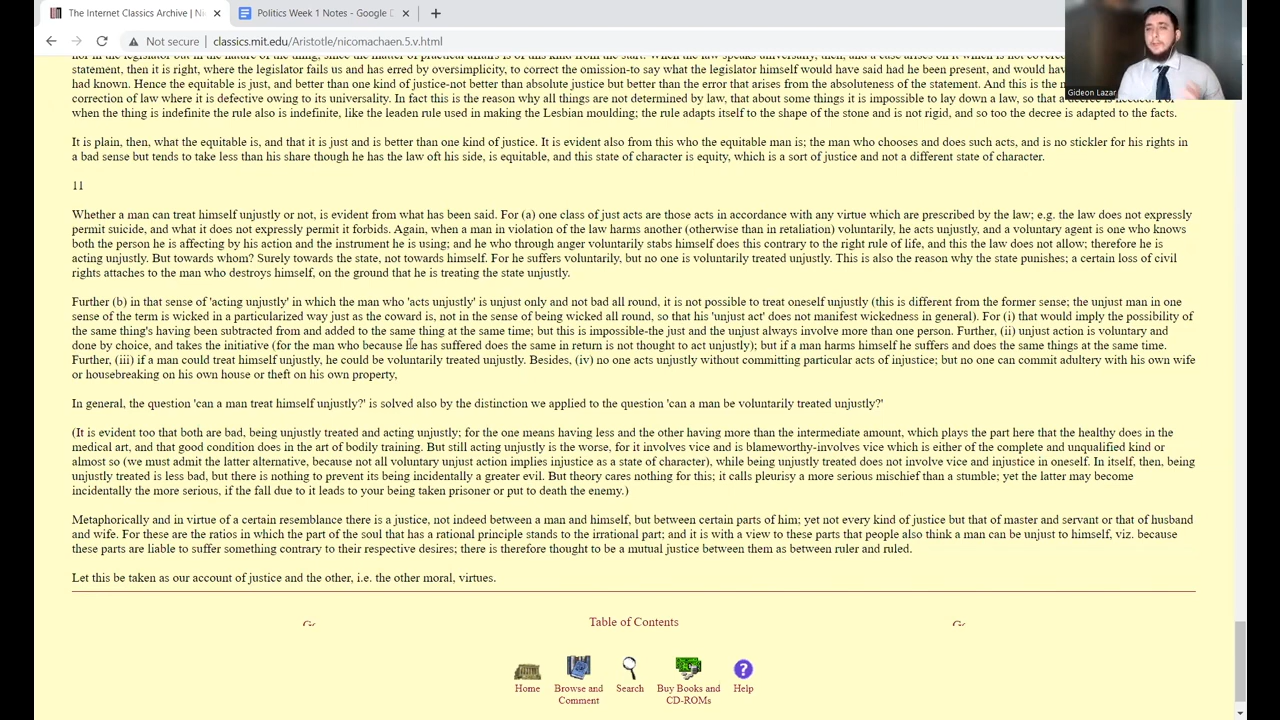 The Internet Classics Archive | Ni
Politics Week 1 Notes - Google D
Not secure
classics.mit.edu/Aristotle/nicomachaen.5.v.html
Gideon Lazar
statement, then it is right, where the legislator fails us and has erred by oversimplicity, to correct the omission-to say what the legislator himself would have said had he been present, and would hav
had known. Hence the equitable is just, and better than one kind of justice-not better than absolute justice but better than the error that arises from the absoluteness of the statement. And this is the
correction of law where it is defective owing to its universality. In fact this is the reason why all things are not determined by law, that about some things it is impossible to lay down a law, so that a decree is needed. For
when the thing is indefinite the rule also is indefinite, like the leaden rule used in making the Lesbian moulding; the rule adapts itself to the shape of the stone and is not rigid, and so too the decree is adapted to the facts.
It is plain, then, what the equitable is, and that it is just and is better than one kind of justice. It is evident also from this who the equitable man is; the man who chooses and does such acts, and is no stickler for his rights in
a bad sense but tends to take less than his share though he has the law oft his side, is equitable, and this state of character is equity, which is a sort of justice and not a different state of character.
11
Whether a man can treat himself unjustly or not, is evident from what has been said. For (a) one class of just acts are those acts in accordance with any virtue which are prescribed by the law; e.g. the law does not expressly
permit suicide, and what it does not expressly permit it forbids. Again, when a man in violation of the law harms another (otherwise than in retaliation) voluntarily, he acts unjustly, and a voluntary agent is one who knows
both the person he is affecting by his action and the instrument he is using; and he who through anger voluntarily stabs himself does this contrary to the right rule of life, and this the law does not allow; therefore he is
acting unjustly. But towards whom? Surely towards the state, not towards himself. For he suffers voluntarily, but no one is voluntarily treated unjustly. This is also the reason why the state punishes; a certain loss of civil
rights attaches to the man who destroys himself, on the ground that he is treating the state unjustly.
Further (b) in that sense of 'acting unjustly' in which the man who 'acts unjustly' is unjust only and not bad all round, it is not possible to treat oneself unjustly (this is different from the former sense; the unjust man in one
sense of the term is wicked in a particularized way just as the coward is, not in the sense of being wicked all round, so that his 'unjust act' does not manifest wickedness in general). For (i) that would imply the possibility of
the same thing's having been subtracted from and added to the same thing at the same time; but this is impossible-the just and the unjust always involve more than one person. Further, (ii) unjust action is voluntary and
done by choice, and takes the initiative (for the man who because he has suffered does the same in return is not thought to act unjustly); but if a man harms himself he suffers and does the same things at the same time.
Further, (iii) if a man could treat himself unjustly, he could be voluntarily treated unjustly. Besides, (iv) no one acts unjustly without committing particular acts of injustice; but no one can commit adultery with his own wife
or housebreaking on his own house or theft on his own property,
In general, the question 'can a man treat himself unjustly?' is solved also by the distinction we applied to the question 'can a man be voluntarily treated unjustly?'
(It is evident too that both are bad, being unjustly treated and acting unjustly; for the one means having less and the other having more than the intermediate amount, which plays the part here that the healthy does in the
medical art, and that good condition does in the art of bodily training. But still acting unjustly is the worse, for it involves vice and is blameworthy-involves vice which is either of the complete and unqualified kind or
almost so (we must admit the latter alternative, because not all voluntary unjust action implies injustice as a state of character), while being unjustly treated does not involve vice and injustice in oneself. In itself, then, being
unjustly treated is less bad, but there is nothing to prevent its being incidentally a greater evil. But theory cares nothing for this; it calls pleurisy a more serious mischief than a stumble; yet the latter may become
incidentally the more serious, if the fall due to it leads to your being taken prisoner or put to death the enemy.)
Metaphorically and in virtue of a certain resemblance there is a justice, not indeed between a man and himself, but between certain parts of him; yet not every kind of justice but that of master and servant or that of husband
and wife. For these are the ratios in which the part of the soul that has a rational principle stands to the irrational part; and it is with a view to these parts that people also think a man can be unjust to himself, viz. because
these parts are liable to suffer something contrary to their respective desires; there is therefore thought to be a mutual justice between them as between ruler and ruled.
Let this be taken as our account of justice and the other, i.e. the other moral, virtues.
Table of Contents
Home
Browse and
Comment
Search
Buy Books and
CD-ROMs
Help